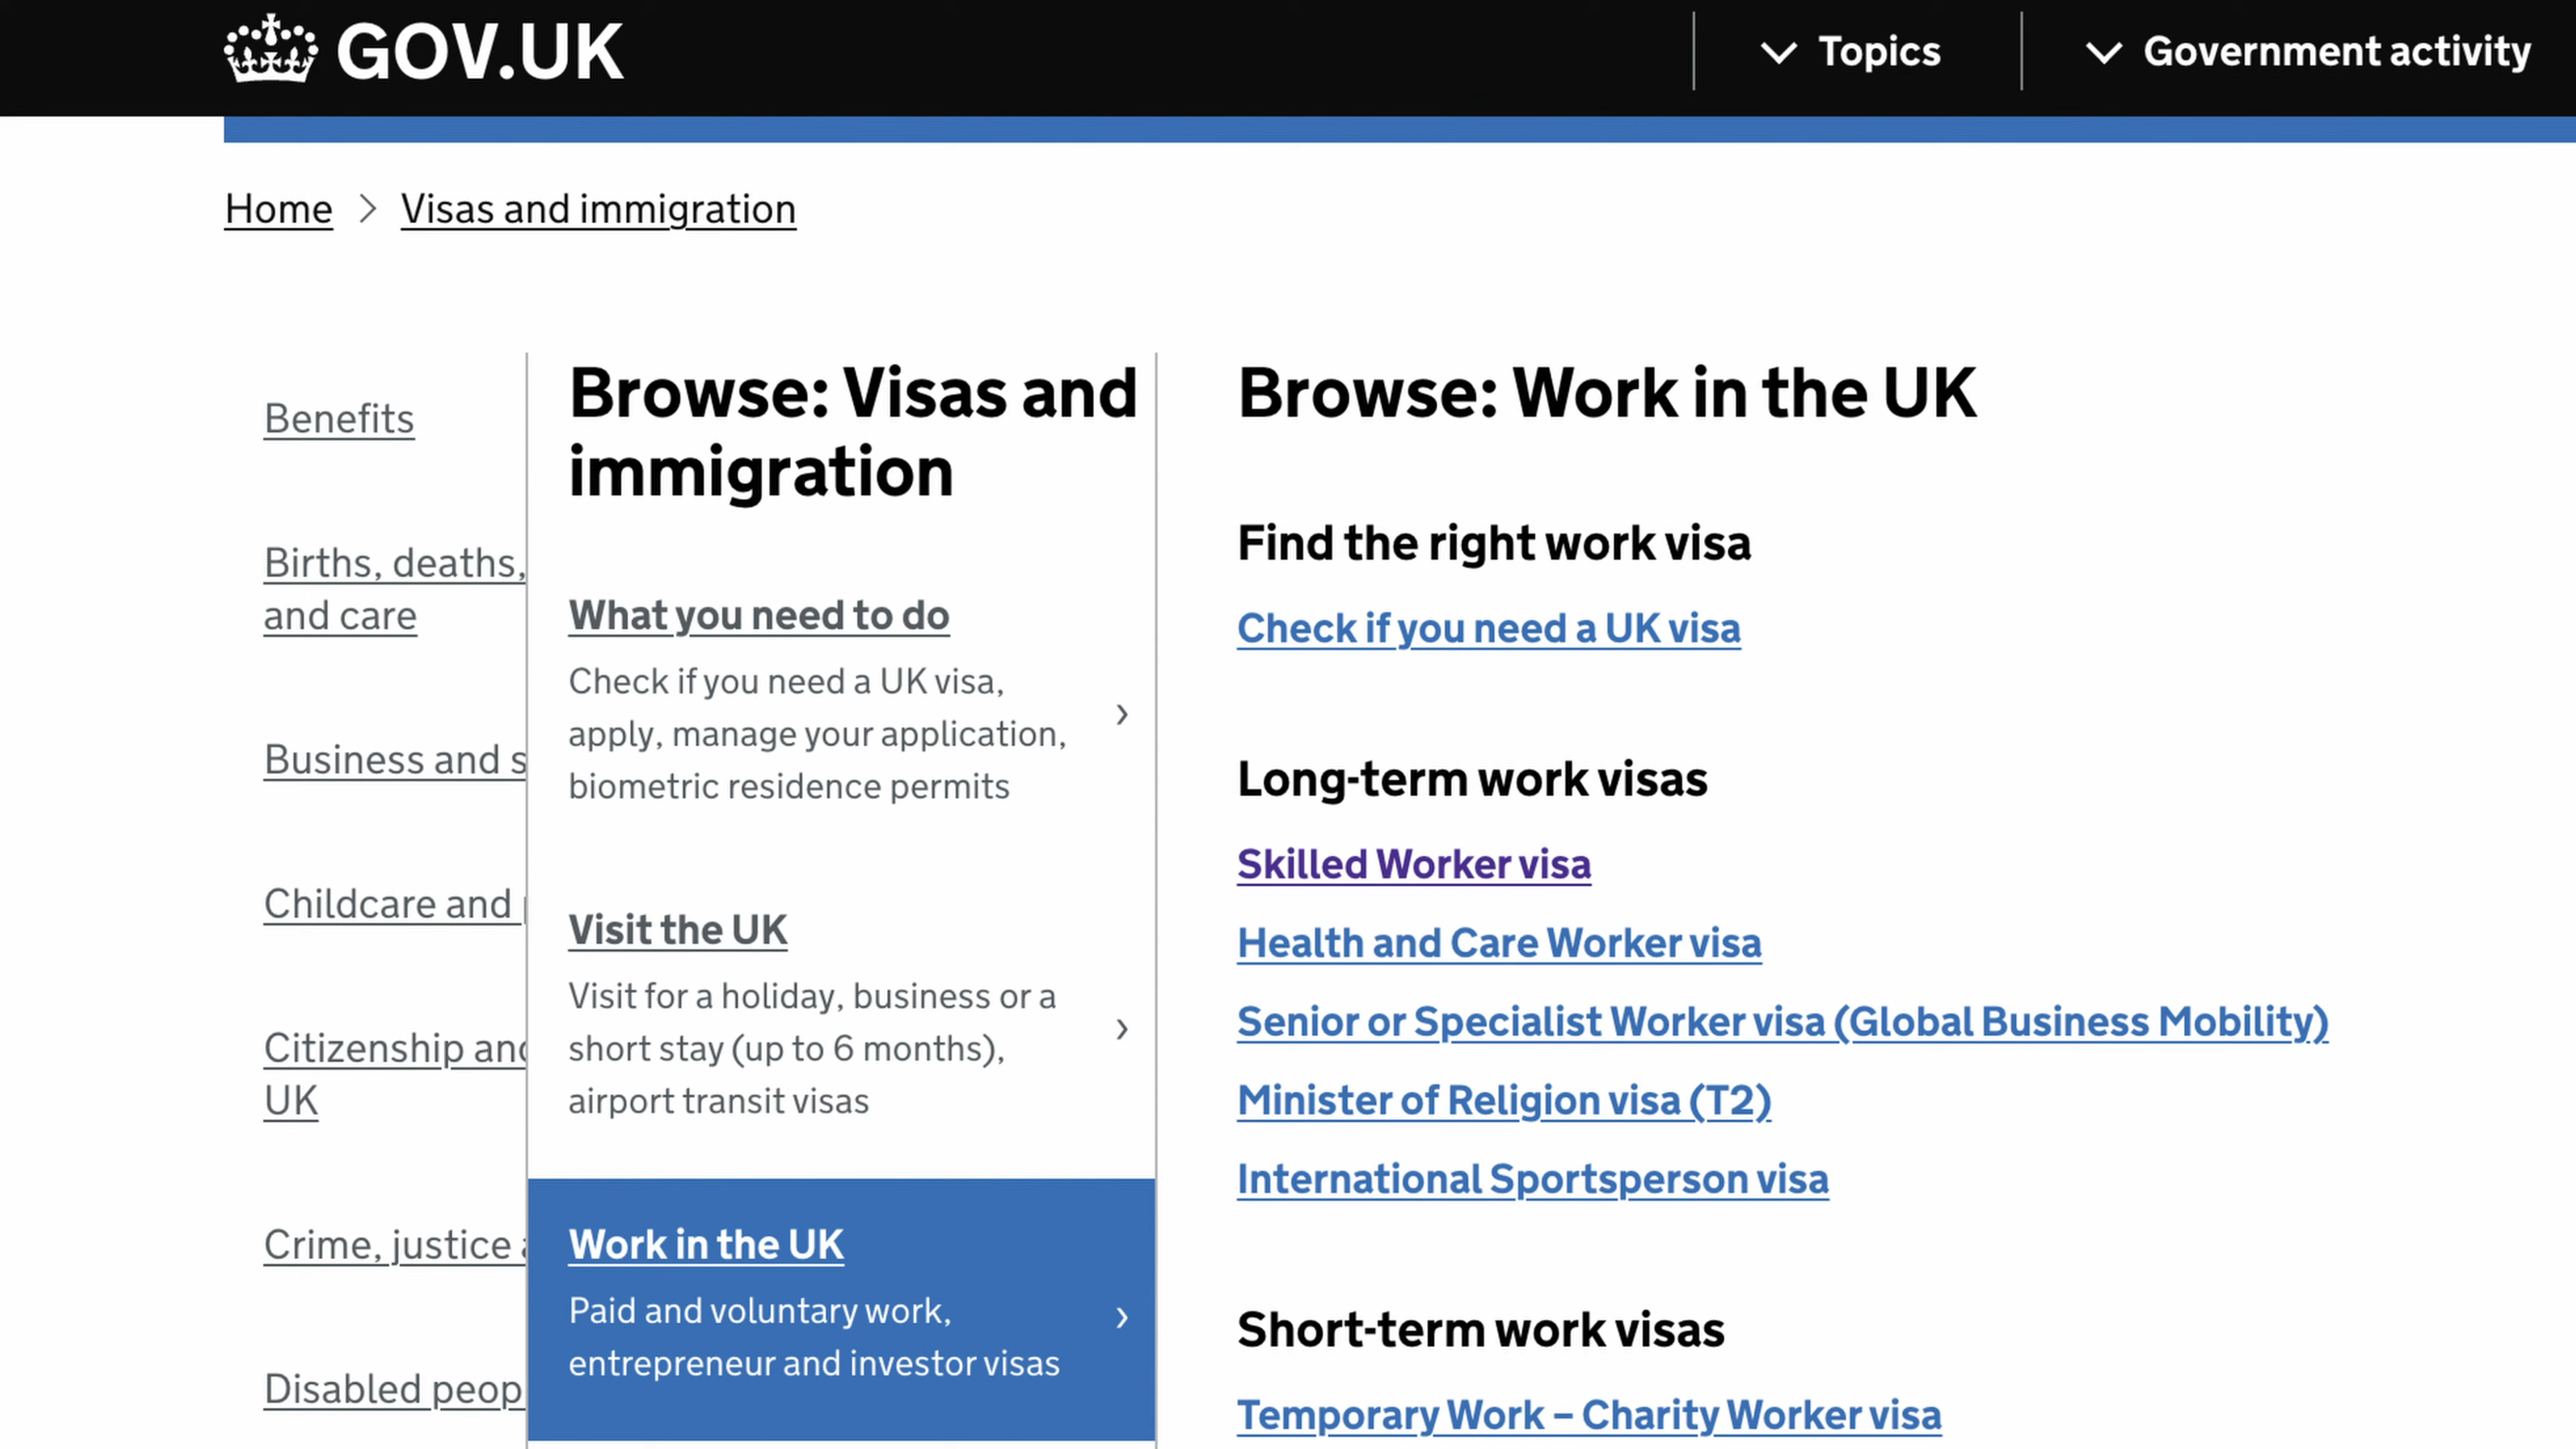 GOV.UK
Topics
Government activity
Home
Visas and immigration
Benefits
Births, deaths,
and care
Business and
Childcare and
Citizenship
UK
Crime, justice
Disabled
Browse: Visas and
immigration
What you need to do
Check if you need a UK visa,
apply, manage your application,
biometric residence permits
Visit the UK
Visit for a holiday, business or a
short stay (up to 6 months),
airport transit visas
Work in the UK
Paid and voluntary work,
entrepreneur and investor visas
Browse: Work in the UK
Find the right work visa
Check if you need a UK visa
Long-term work visas
Skilled Worker visa
Health and Care Worker visa
Senior or Specialist Worker visa (Global Business Mobility)
Minister of Religion visa (T2)
International Sportsperson visa
Short-term work visas
Temporary Work – Charity Worker visa